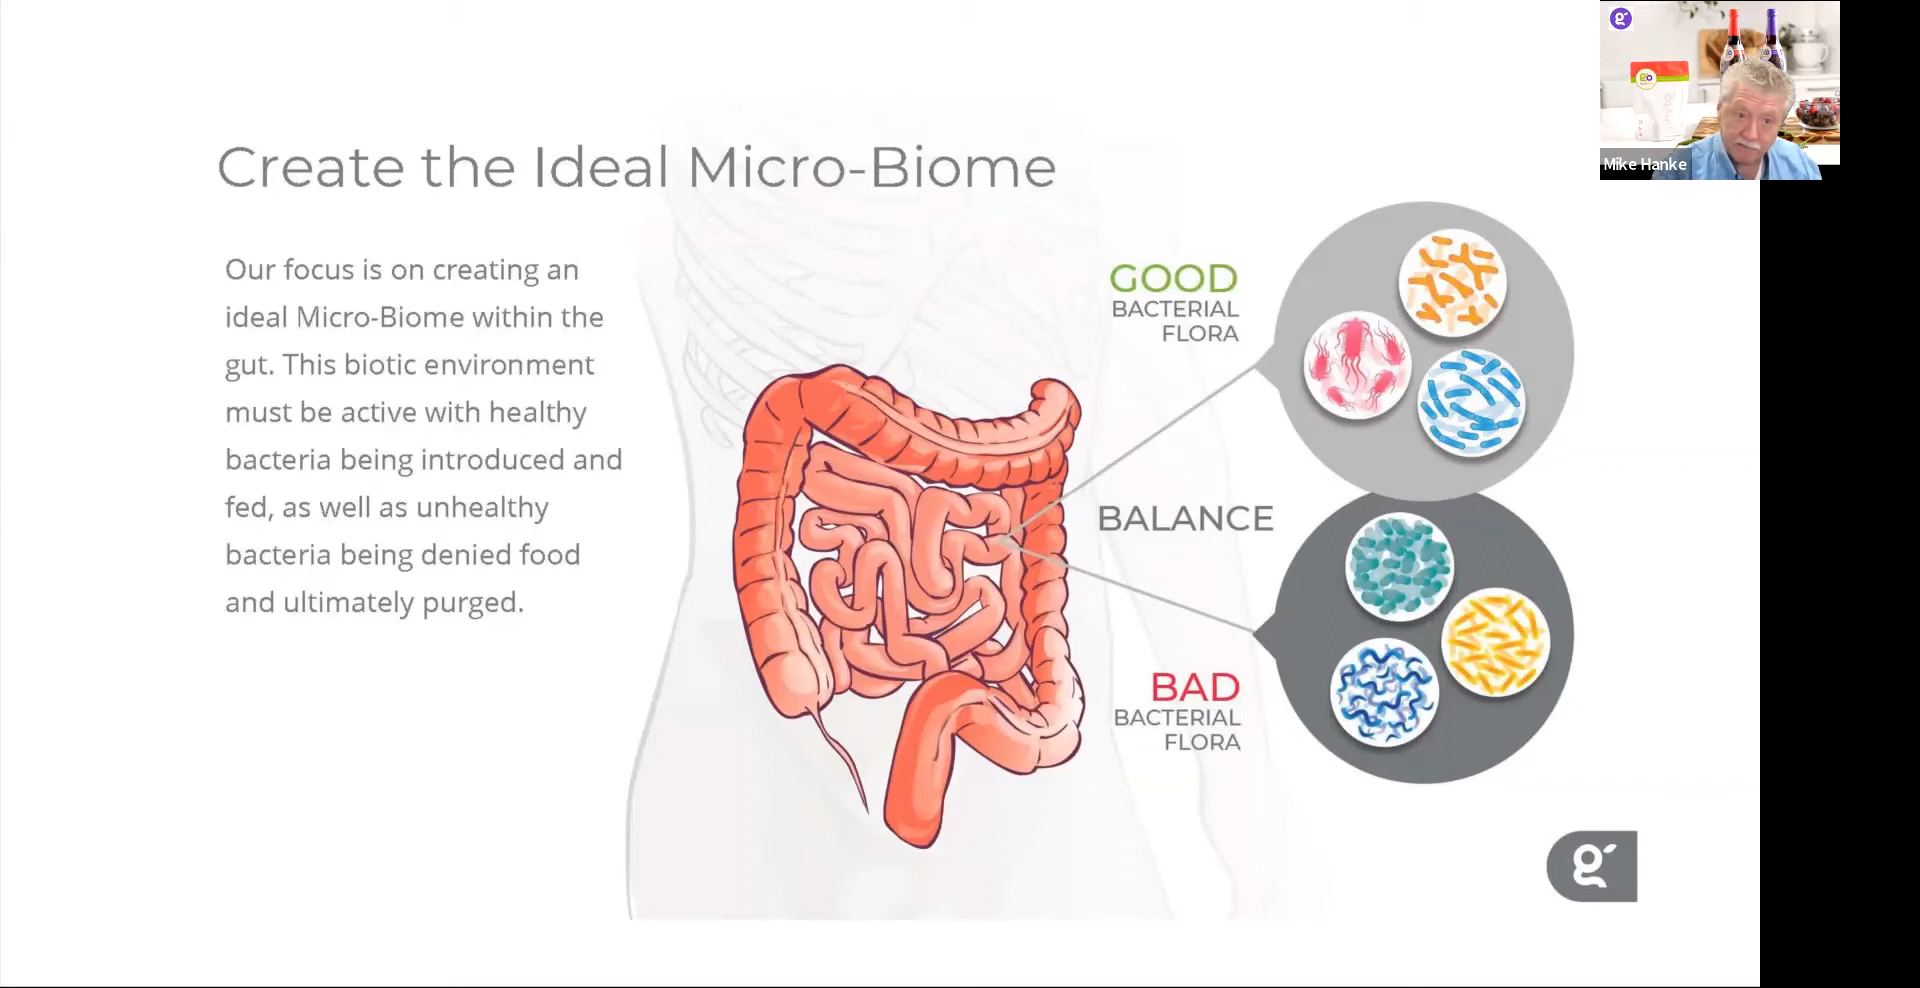 Create the Ideal Micro-Biome
Our focus is on creating an
ideal Micro-Biome within the
gut. This biotic environment
must be active with healthy
bacteria being introduced and
fed, as well as unhealthy
bacteria being denied food
and ultimately purged.
GOOD
BACTERIAL
FLORA
BALANCE
BAD
BACTERIAL
FLORA
g
g
Mike Hanke